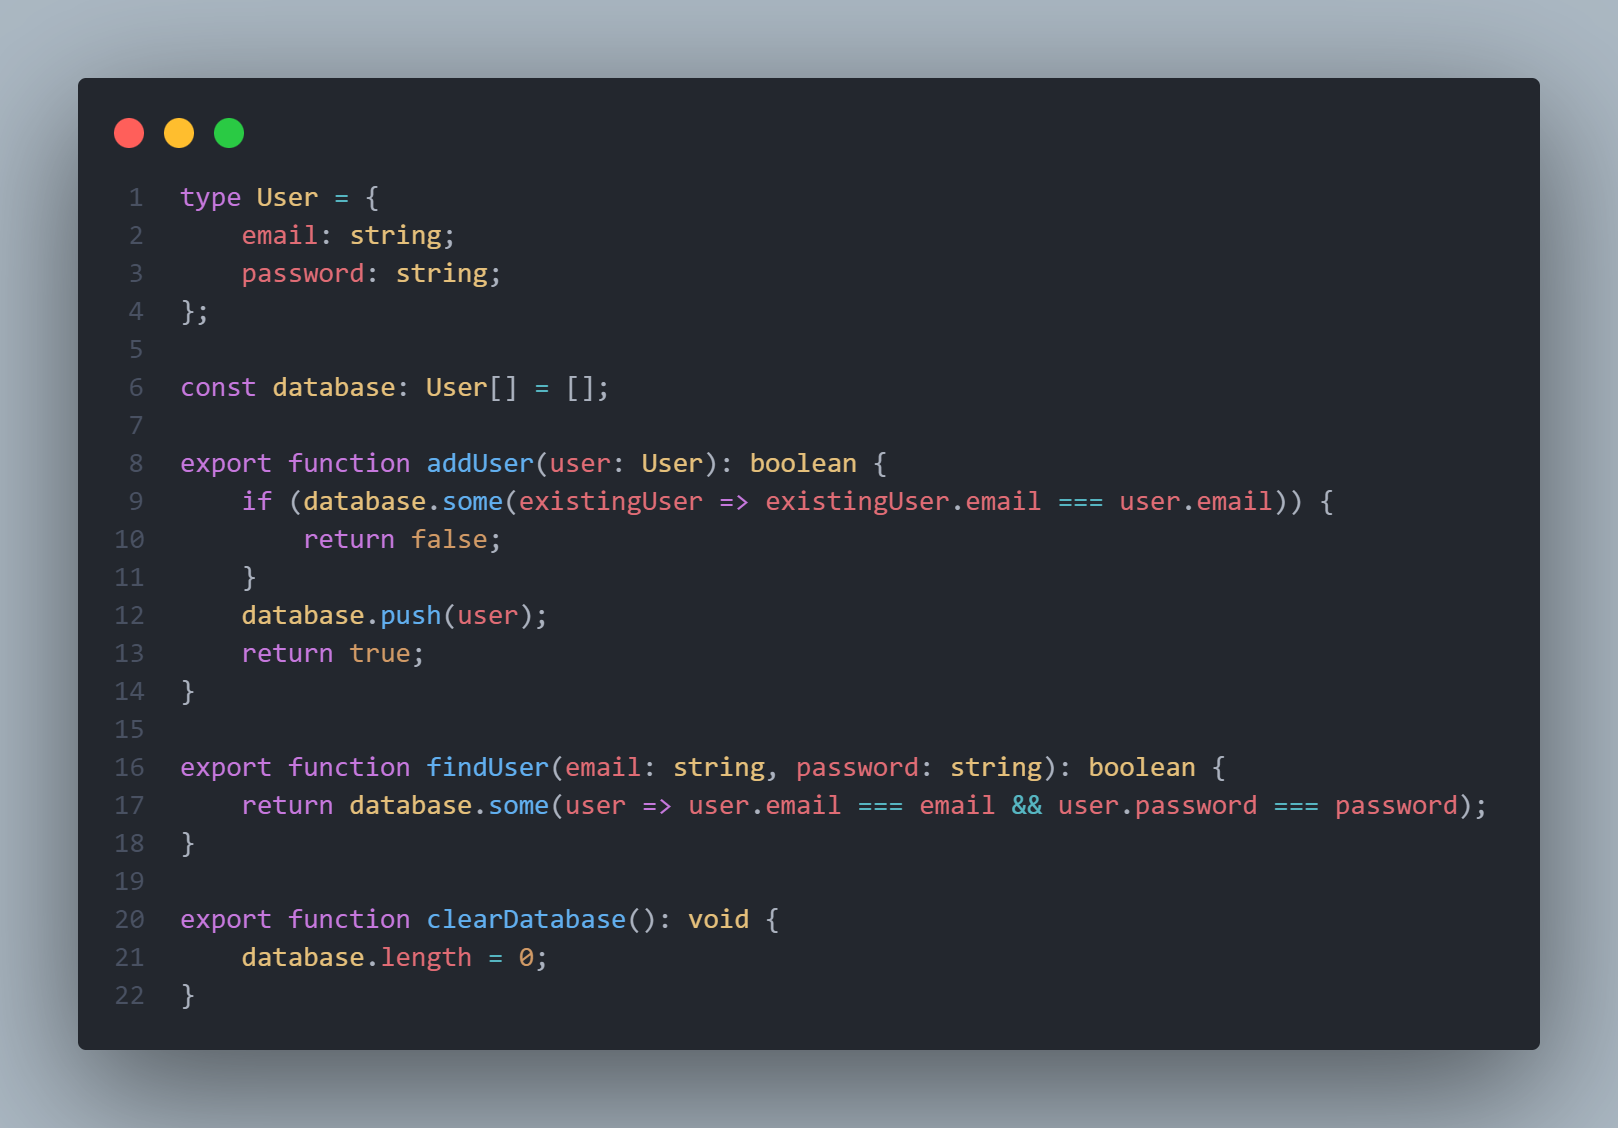 1 type User = {
2     email: string;
3     password: string;
4 };
5
6 const database: User[] = [];
7
8 export function addUser(user: User): boolean {
9     if (database.some(existingUser => existingUser.email === user.email)) {
10         return false;
11     }
12     database.push(user);
13     return true;
14 }
15
16 export function findUser(email: string, password: string): boolean {
17     return database.some(user => user.email === email && user.password === password);
18 }
19
20 export function clearDatabase(): void {
21     database.length = 0;
22 }